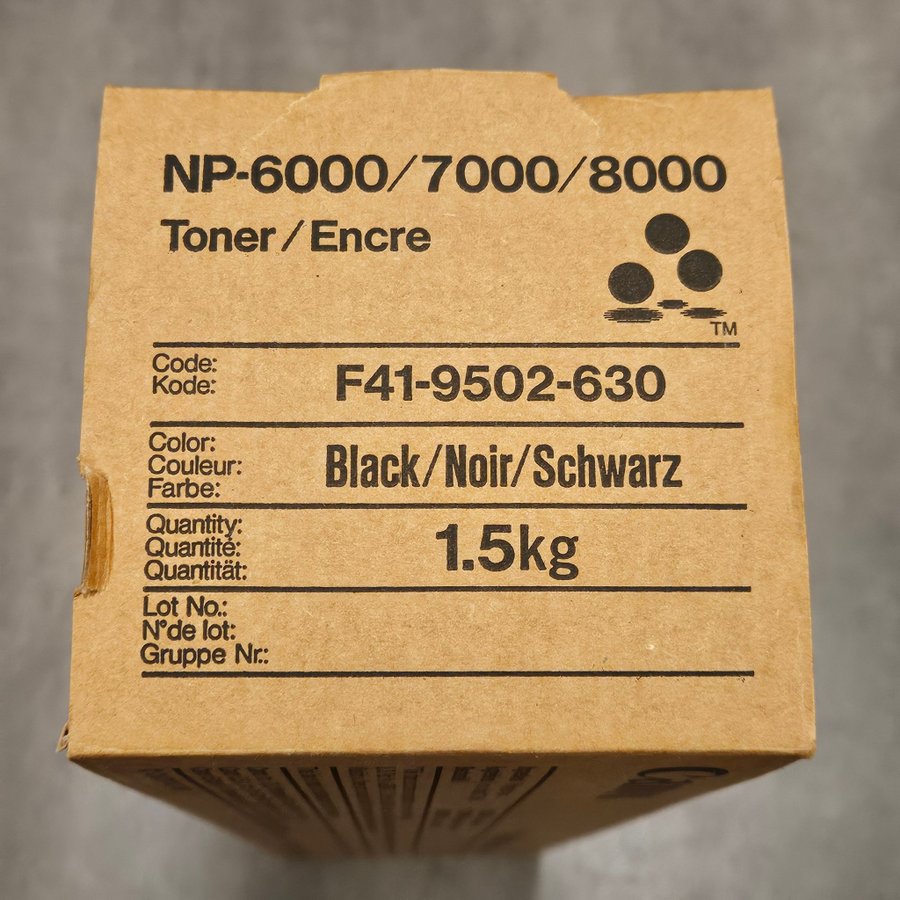 NP-6000/7000/8000
Toner/Encre
TM
Code:
Kode:
F41-9502-630
Color:
Couleur:
Farbe:
Black/Noir/Schwarz
Quantity:
Quantité:
Quantität:
1.5kg
Lot No.:
N°de lot:
Gruppe Nr.: